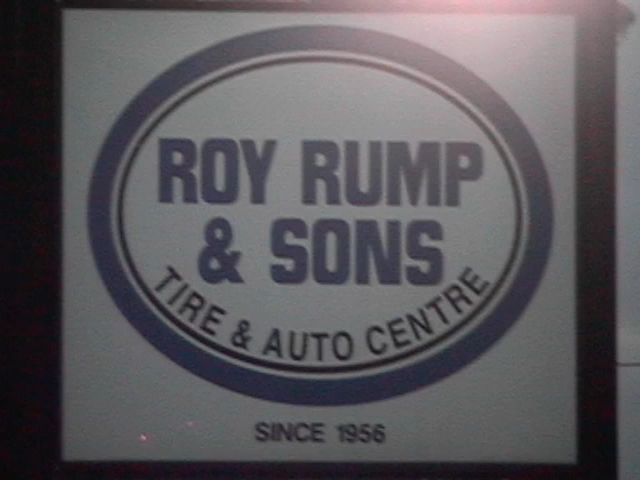 ROY RUMP
& SONS
TIRE & AUTO CENTRE
SINCE 1956